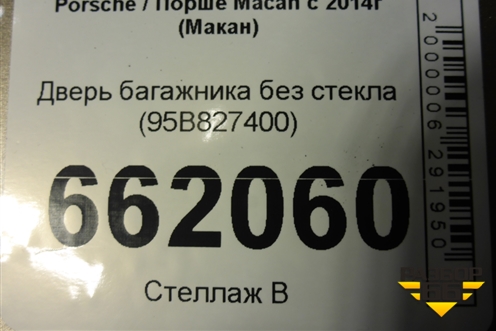 Porsche / Порше Macan с 2014г
(Макан)
Дверь багажника без стекла
(95B827400)
662060
Стеллаж В
2000006291950